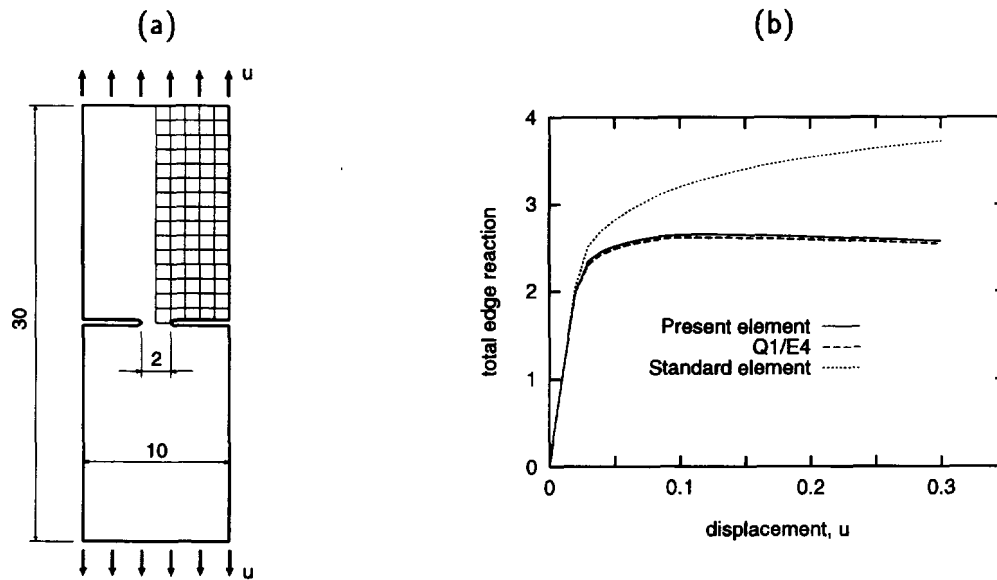 (a)
u
30
2
10
u
(b)
total edge reaction
4
3
2
1
0
Present element
Q1/E4
Standard element
0
0.1
0.2
0.3
displacement, u